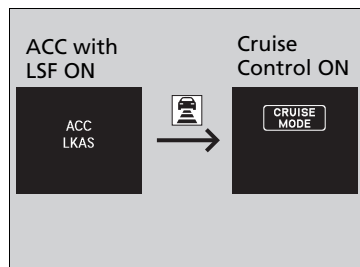 ACC with
LSF ON
Cruise
Control ON
ACC
LKAS
CRUISE
MODE